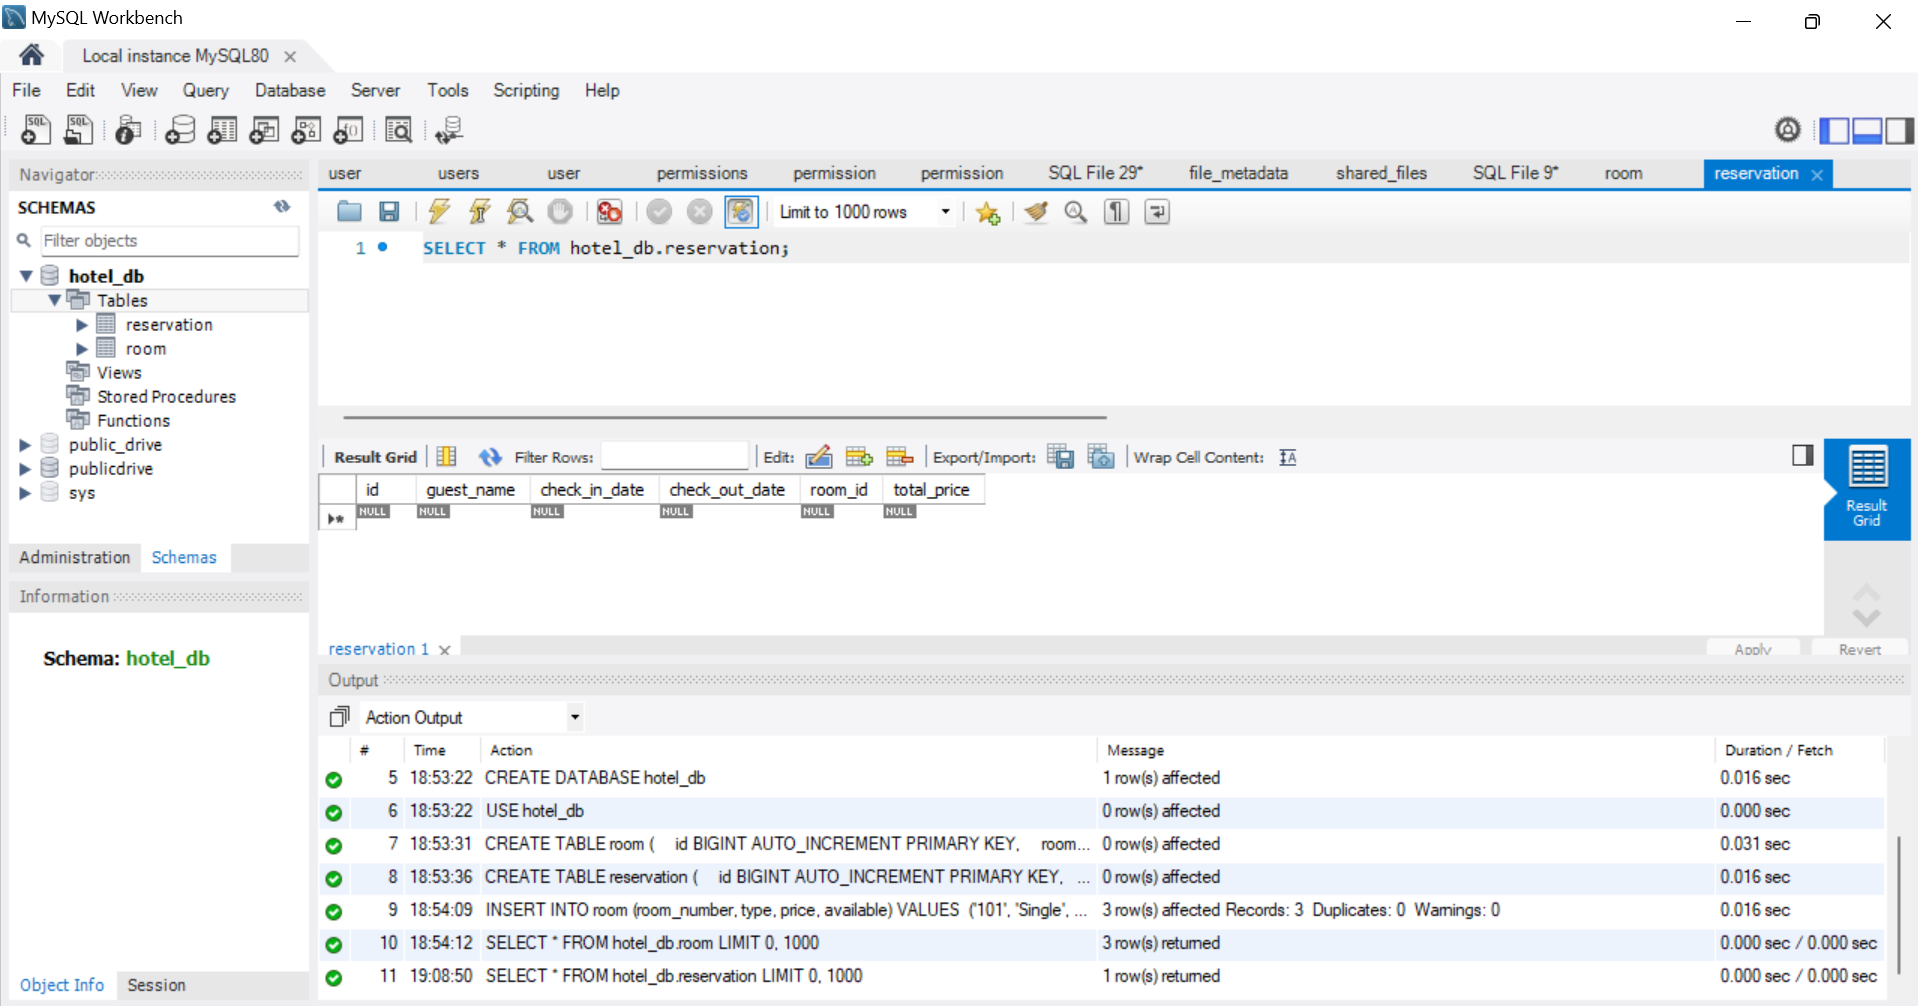 MySQL Workbench
Local instance MySQL80
File Edit View Query Database Server Tools Scripting Help
Navigator
SCHEMAS
Filter objects
hotel_db
Tables
reservation
room
Views
Stored Procedures
Functions
public_drive
publicdrive
sys
Administration Schemas
Information
Schema: hotel_db
Object Info Session
user users user permissions permission permission SQL File 29* file_metadata shared_files SQL File 9* room reservation
Limit to 1000 rows
1 SELECT * FROM hotel_db.reservation;
Result Grid Filter Rows: Edit: Export/Import: Wrap Cell Content:
id guest_name check_in_date check_out_date room_id total_price
NULL NULL NULL NULL NULL NULL
Result
Grid
reservation 1
Apply Revert
Output
Action Output
# Time Action Message Duration / Fetch
5 18:53:22 CREATE DATABASE hotel_db 1 row(s) affected 0.016 sec
6 18:53:22 USE hotel_db 0 row(s) affected 0.000 sec
7 18:53:31 CREATE TABLE room ( id BIGINT AUTO_INCREMENT PRIMARY KEY, room... 0 row(s) affected 0.031 sec
8 18:53:36 CREATE TABLE reservation ( id BIGINT AUTO_INCREMENT PRIMARY KEY, ... 0 row(s) affected 0.016 sec
9 18:54:09 INSERT INTO room (room_number, type, price, available) VALUES ('101', 'Single', ... 3 row(s) affected Records: 3 Duplicates: 0 Warnings: 0 0.016 sec
10 18:54:12 SELECT * FROM hotel_db.room LIMIT 0, 1000 3 row(s) returned 0.000 sec / 0.000 sec
11 19:08:50 SELECT * FROM hotel_db.reservation LIMIT 0, 1000 1 row(s) returned 0.000 sec / 0.000 sec